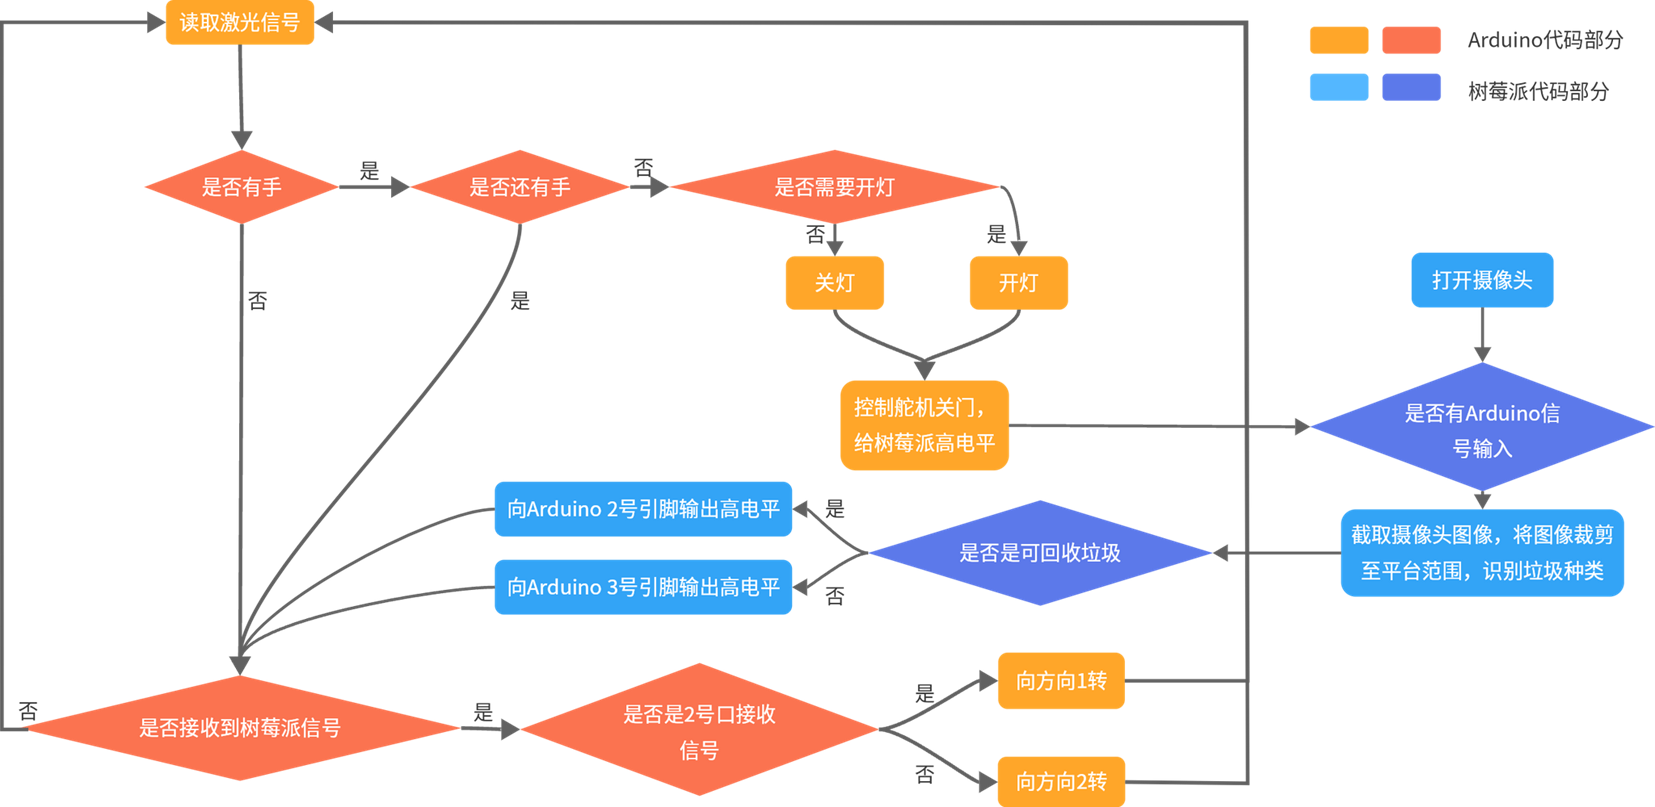 读取激光信号
Arduino代码部分
树莓派代码部分
是否有手
是
是否还有手
否
是否需要开灯
否
是
关灯
开灯
否
是
打开摄像头
控制舵机关门，
给树莓派高电平
是否有Arduino信
号输入
向Arduino 2号引脚输出高电平
是
是否是可回收垃圾
截取摄像头图像，将图像裁剪
至平台范围，识别垃圾种类
向Arduino 3号引脚输出高电平
否
否
是否接收到树莓派信号
是
是否是2号口接收
信号
是
向方向1转
否
向方向2转